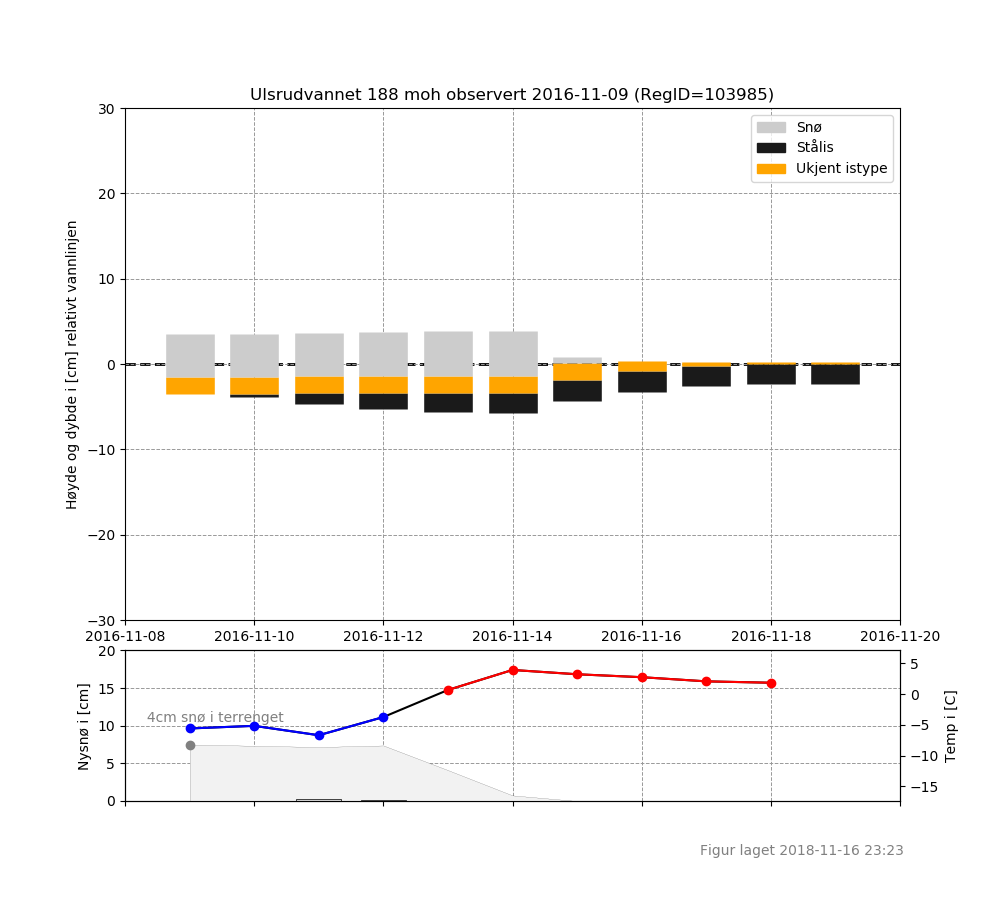 Ulsrudvannet 188 moh observert 2016-11-09 (RegID=103985)
Snø
Stålis
Ukjent istype
Høyde og dybde i [cm] relativt vannlinjen
30
20
10
0
−10
−20
−30
2016-11-08 2016-11-10 2016-11-12 2016-11-14 2016-11-16 2016-11-18 2016-11-20
Nysnø i [cm]
20
15
10
5
0
4cm snø i terrenget
5
0
−5
−10
−15
Temp i [C]
Figur laget 2018-11-16 23:23